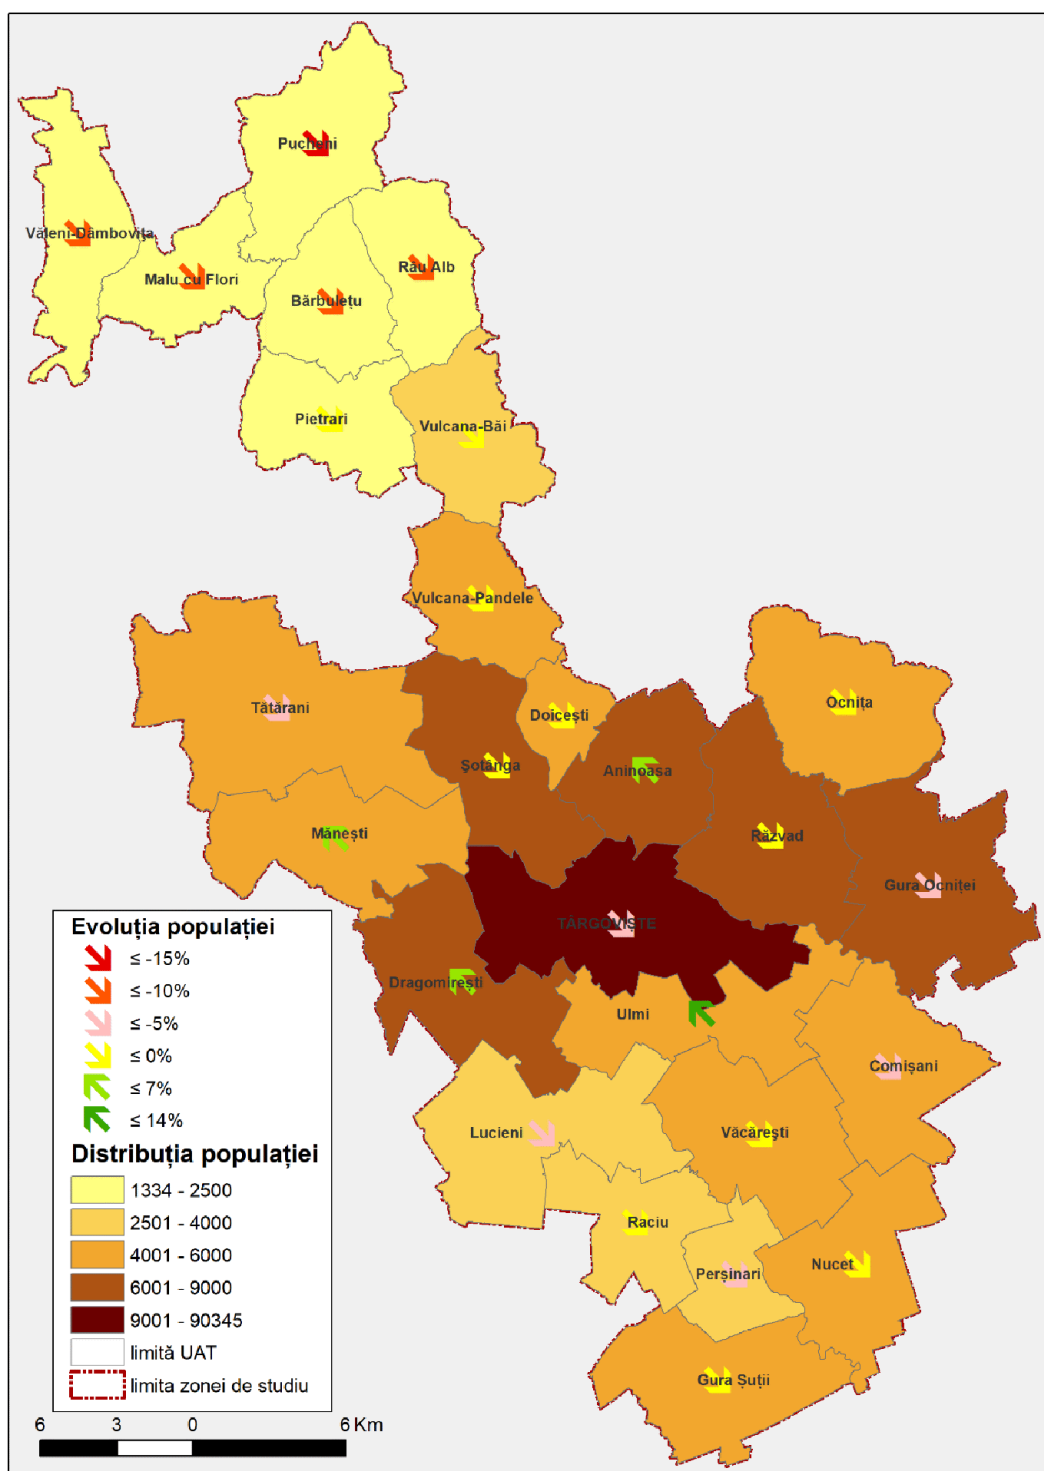 Pucheni
Văleni-Dâmbovița
Malu cu Flori
Râu Alb
Bărbulețu
Pietrari
Vulcana-Băi
Vulcana-Pandele
Tătărani
Doicești
Ocnița
Șotânga
Aninoasa
Mănești
Răzvad
Gura Ocniței
TÂRGOVIȘTE
Dragomirești
Ulmi
Comișani
Lucieni
Văcărești
Raciu
Perșinari
Nucet
Gura Șuții
Evoluția populației
≤ -15%
≤ -10%
≤ -5%
≤ 0%
≤ 7%
≤ 14%
Distribuția populației
1334 - 2500
2501 - 4000
4001 - 6000
6001 - 9000
9001 - 90345
limită UAT
limita zonei de studiu
6 3 0 6 Km